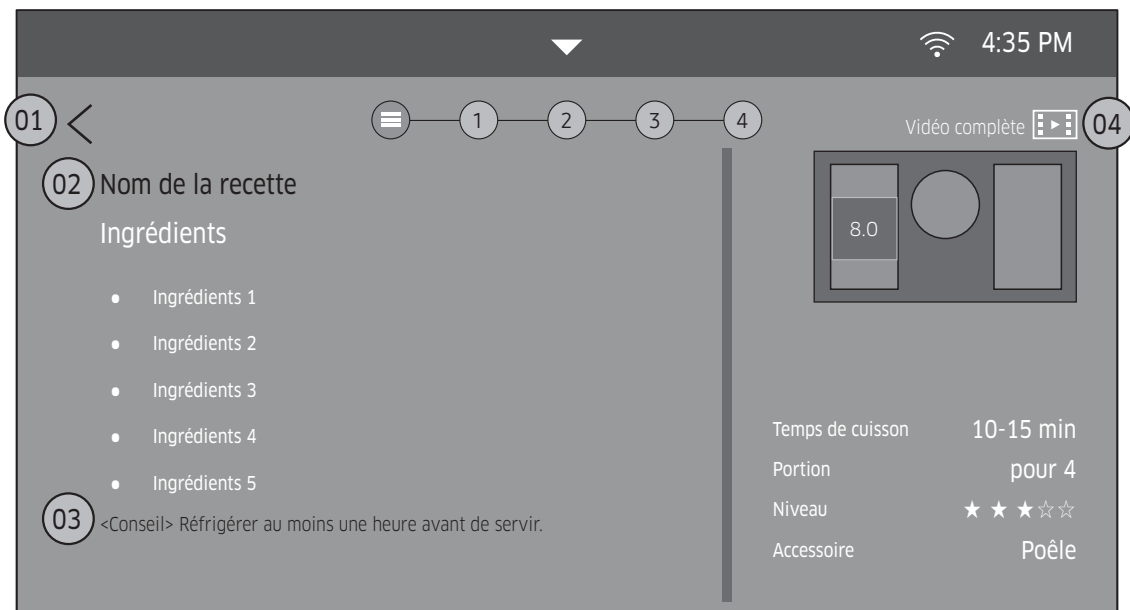 4:35 PM
01
1 2 3 4
Vidéo complète
04
02
Nom de la recette
Ingrédients
• Ingrédients 1
• Ingrédients 2
• Ingrédients 3
• Ingrédients 4
• Ingrédients 5
03
<Conseil> Réfrigérer au moins une heure avant de servir.
8.0
Temps de cuisson 10-15 min
Portion pour 4
Niveau ★★★☆☆
Accessoire Poêle